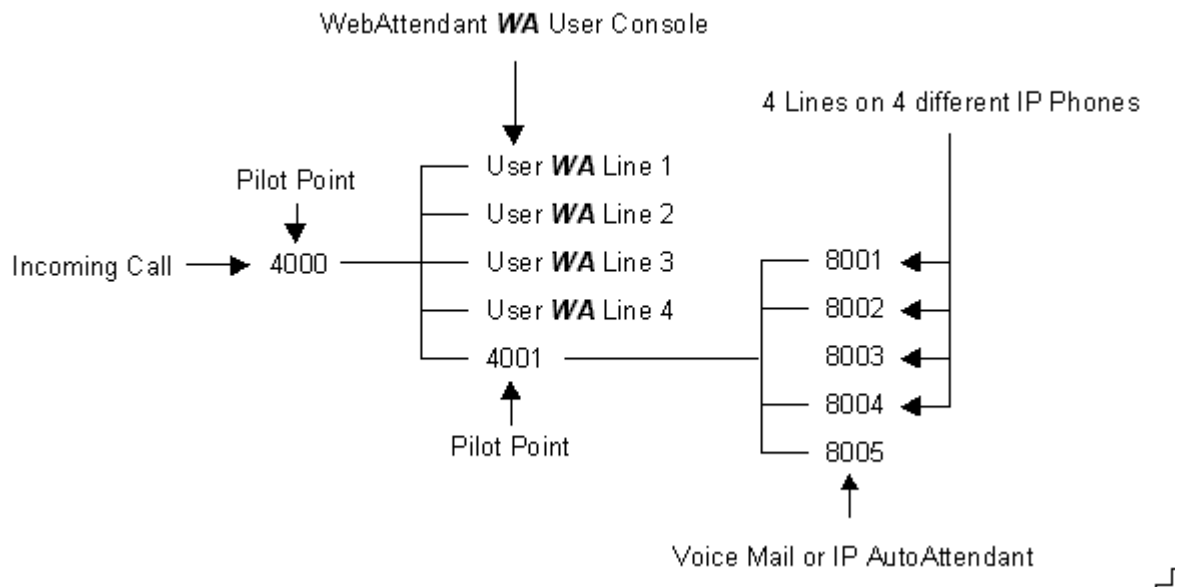 WebAttendant WA User Console
4 Lines on 4 different IP Phones
User WA Line 1
Pilot Point
User WA Line 2
Incoming Call
4000
User WA Line 3
8001
User WA Line 4
8002
4001
8003
8004
Pilot Point
8005
Voice Mail or IP AutoAttendant